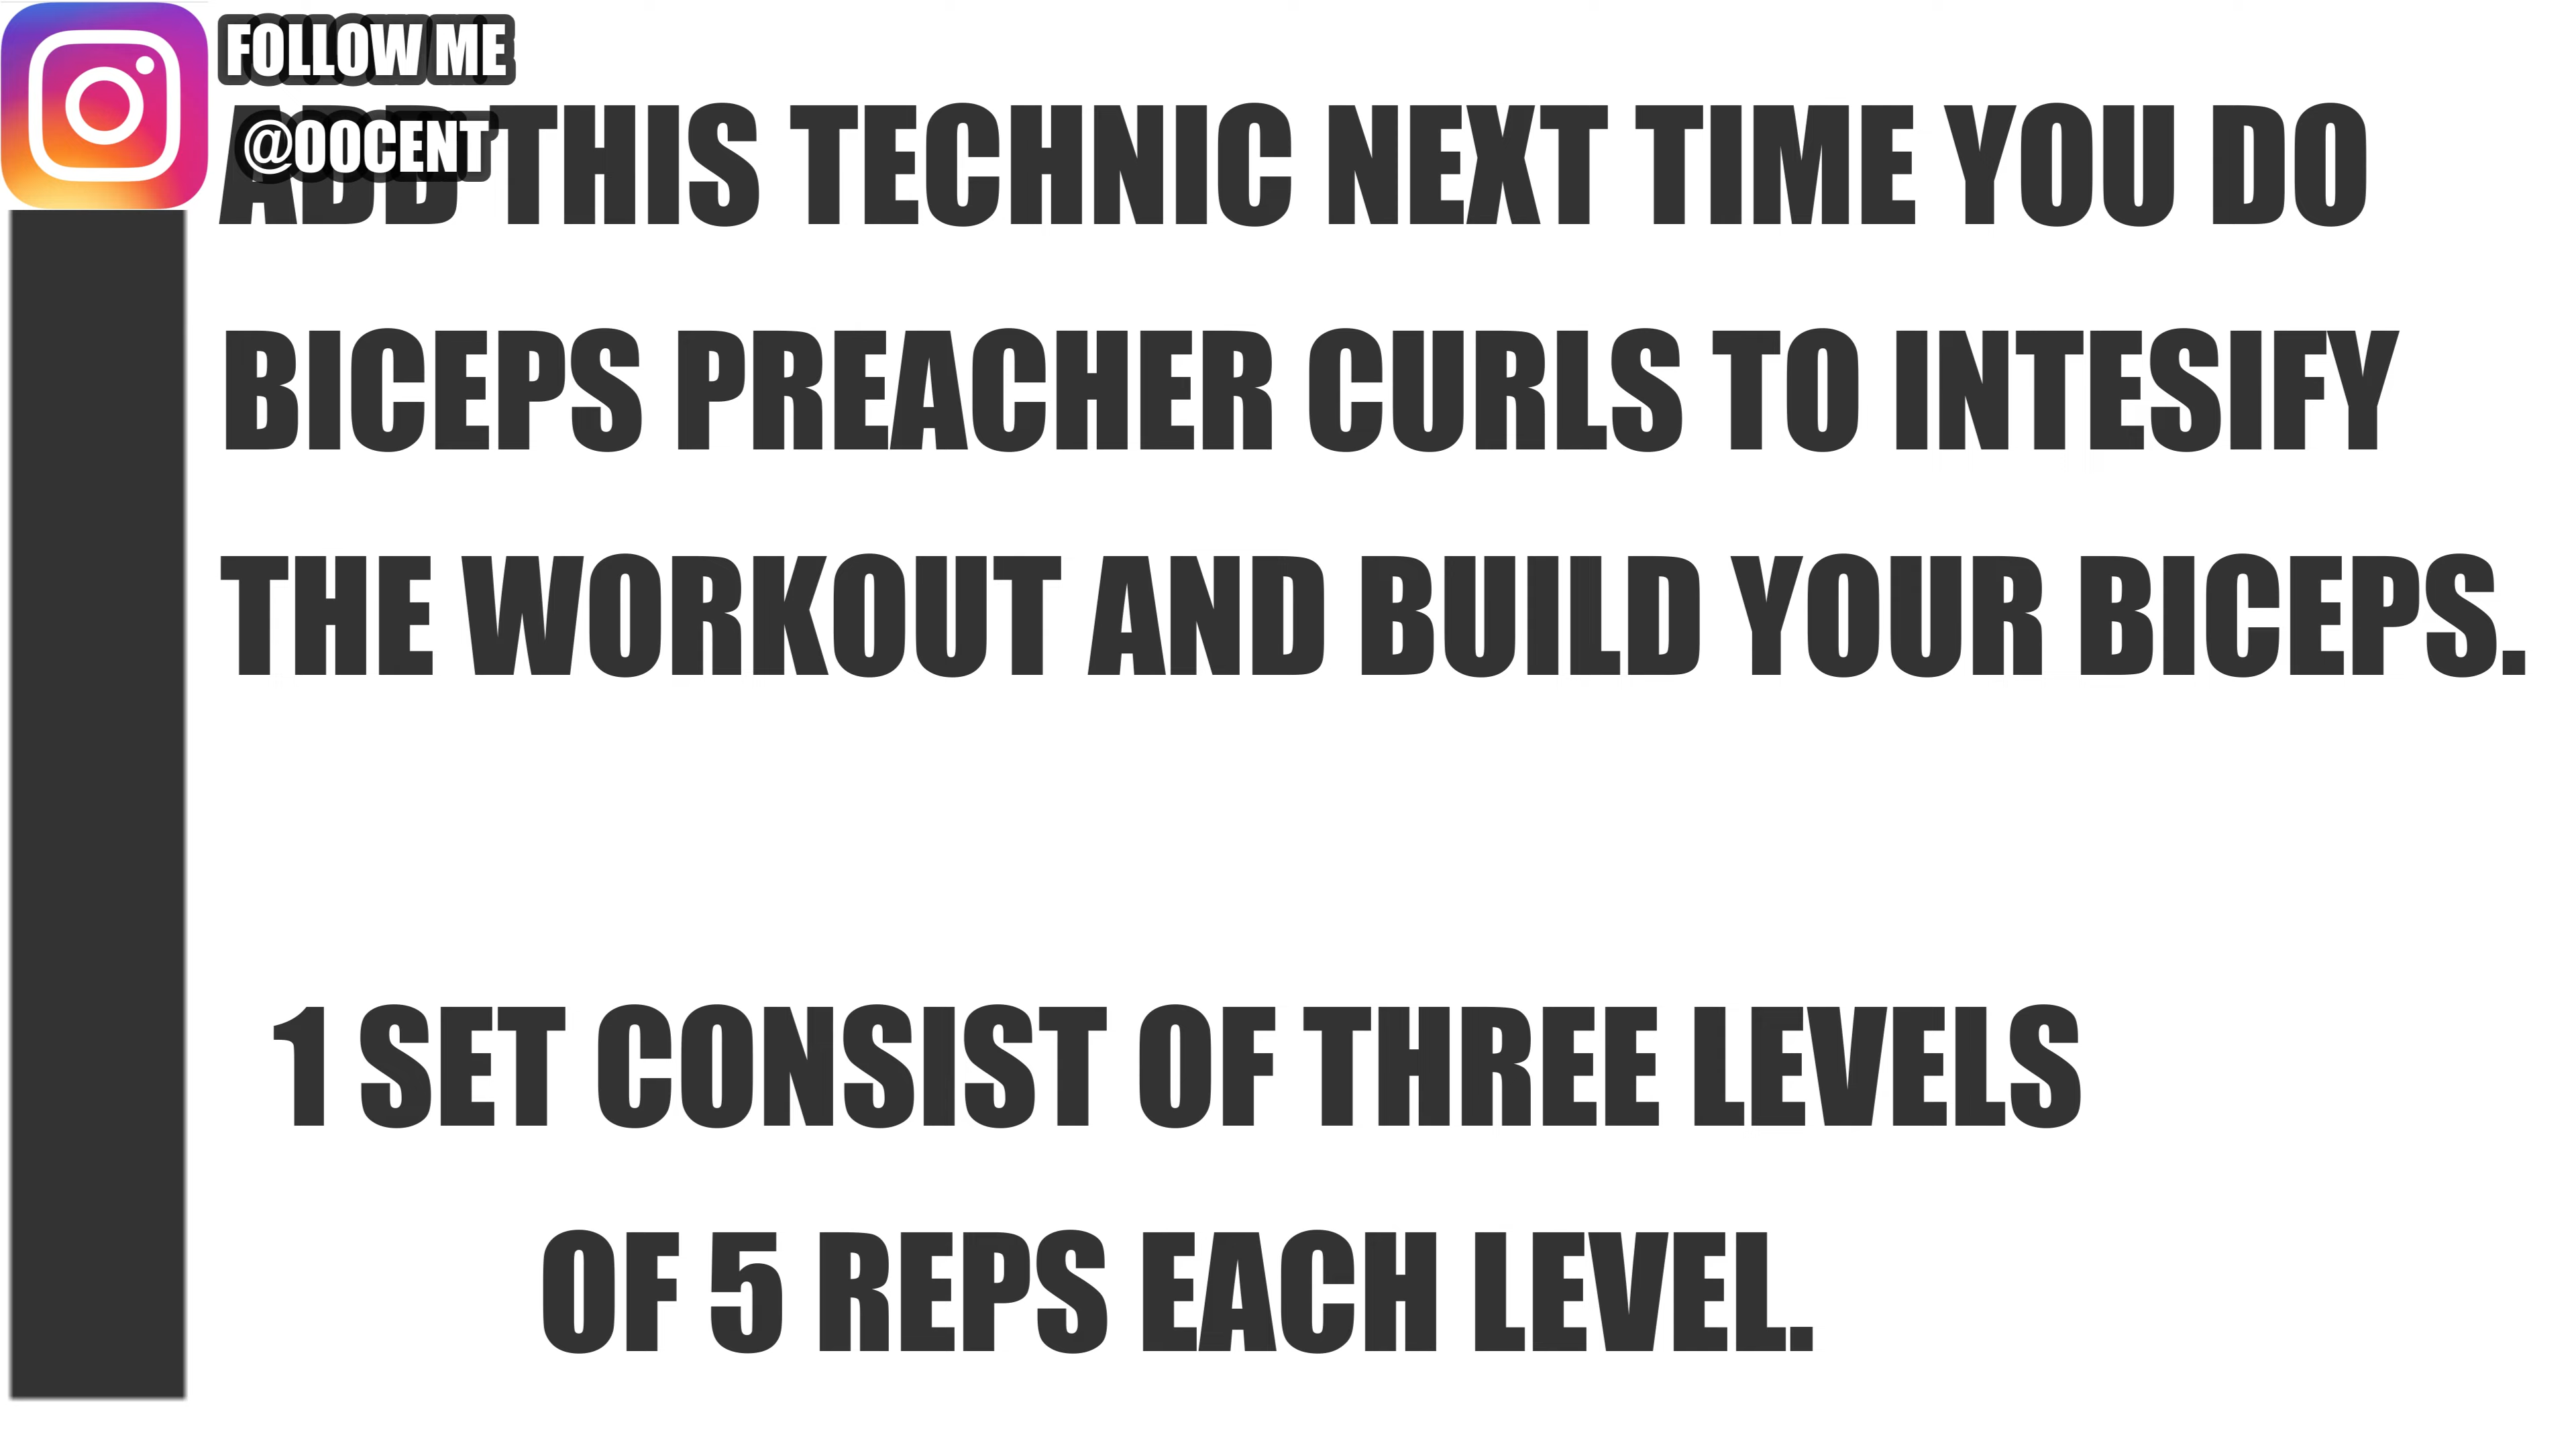 FOLLOW ME
@OOCENT
ADD THIS TECHNIC NEXT TIME YOU DO
BICEPS PREACHER CURLS TO INTESIFY
THE WORKOUT AND BUILD YOUR BICEPS.
1 SET CONSIST OF THREE LEVELS
OF 5 REPS EACH LEVEL.